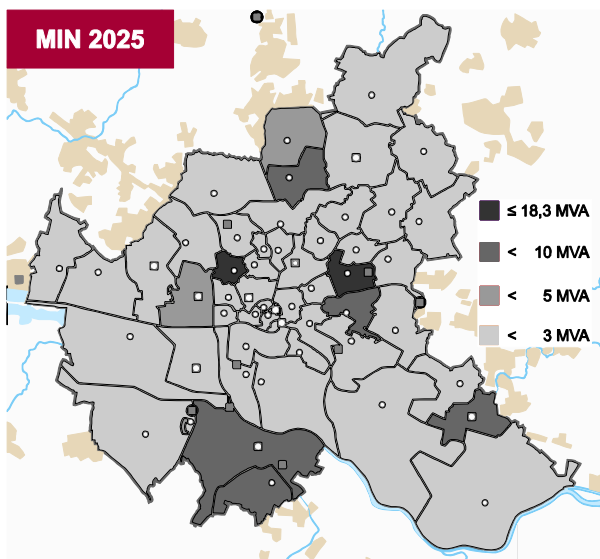 MIN 2025
≤ 18,3 MVA
< 10 MVA
< 5 MVA
< 3 MVA